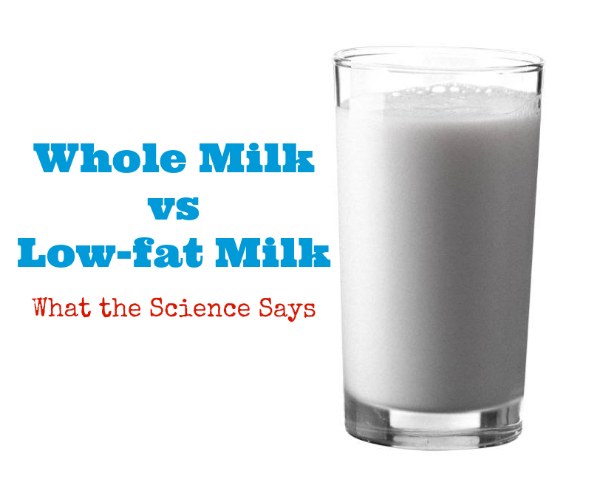 Whole Milk
vs
Low-fat Milk
What the Science Says